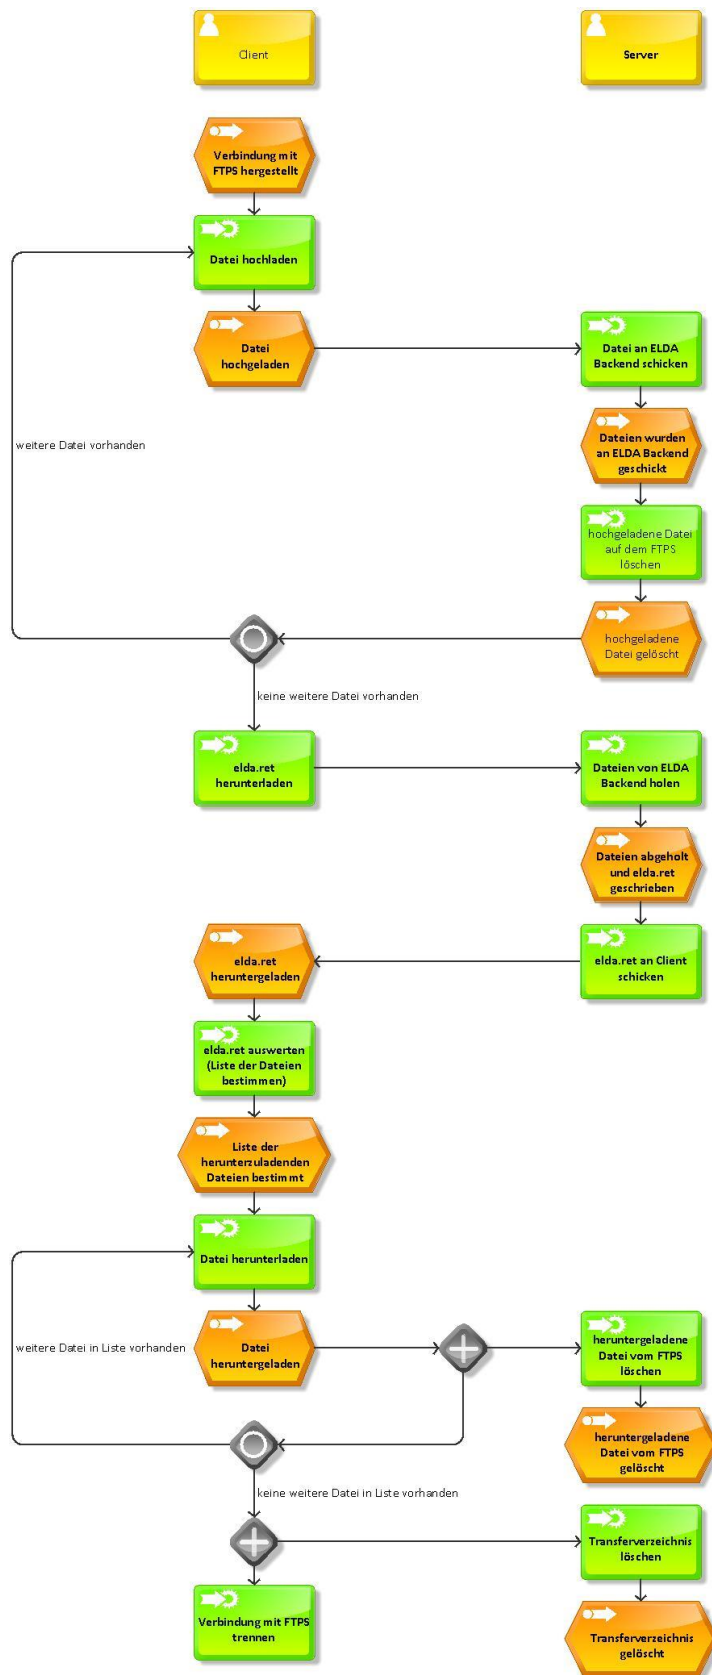 Client
Server
Verbindung mit
FTPS hergestellt
Datei hochladen
Datei
hochgeladen
Datei an ELDA
Backend schicken
weitere Datei vorhanden
Dateien wurden
an ELDA Backend
geschickt
hochgeladene Datei
auf dem FTPS
löschen
hochgeladene
Datei gelöscht
keine weitere Datei vorhanden
elda.ret
herunterladen
Dateien von ELDA
Backend holen
Dateien abgeholt
und elda.ret
geschrieben
elda.ret
heruntergeladen
elda.ret an Client
schicken
elda.ret auswerten
(Liste der Dateien
bestimmen)
Liste der
herunterzuladenden
Dateien bestimmt
Datei herunterladen
weitere Datei in Liste vorhanden
Datei
heruntergeladen
heruntergeladene
Datei vom FTPS
löschen
heruntergeladene
Datei vom FTPS
gelöscht
keine weitere Datei in Liste vorhanden
Transferverzeichnis
löschen
Verbindung mit FTPS
trennen
Transferverzeichnis
gelöscht